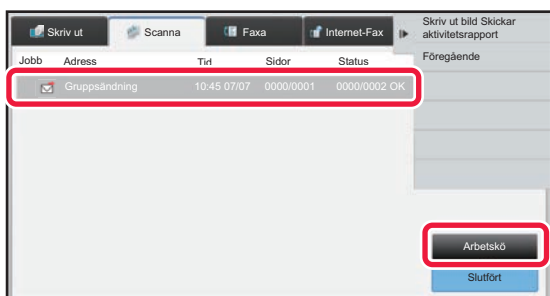 Skriv ut Scanna Faxa Internet-Fax
Jobb Adress Tid Sidor Status
Gruppsändning 10:45 07/07 0000/0001 0000/0002 OK
Skriv ut bild Skickar
aktivitetsrapport
Föregående
Arbetskö
Slutfört